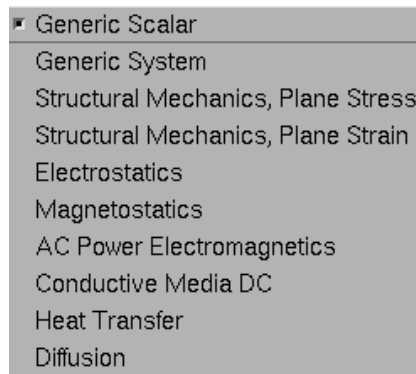 Generic Scalar
Generic System
Structural Mechanics, Plane Stress
Structural Mechanics, Plane Strain
Electrostatics
Magnetostatics
AC Power Electromagnetics
Conductive Media DC
Heat Transfer
Diffusion